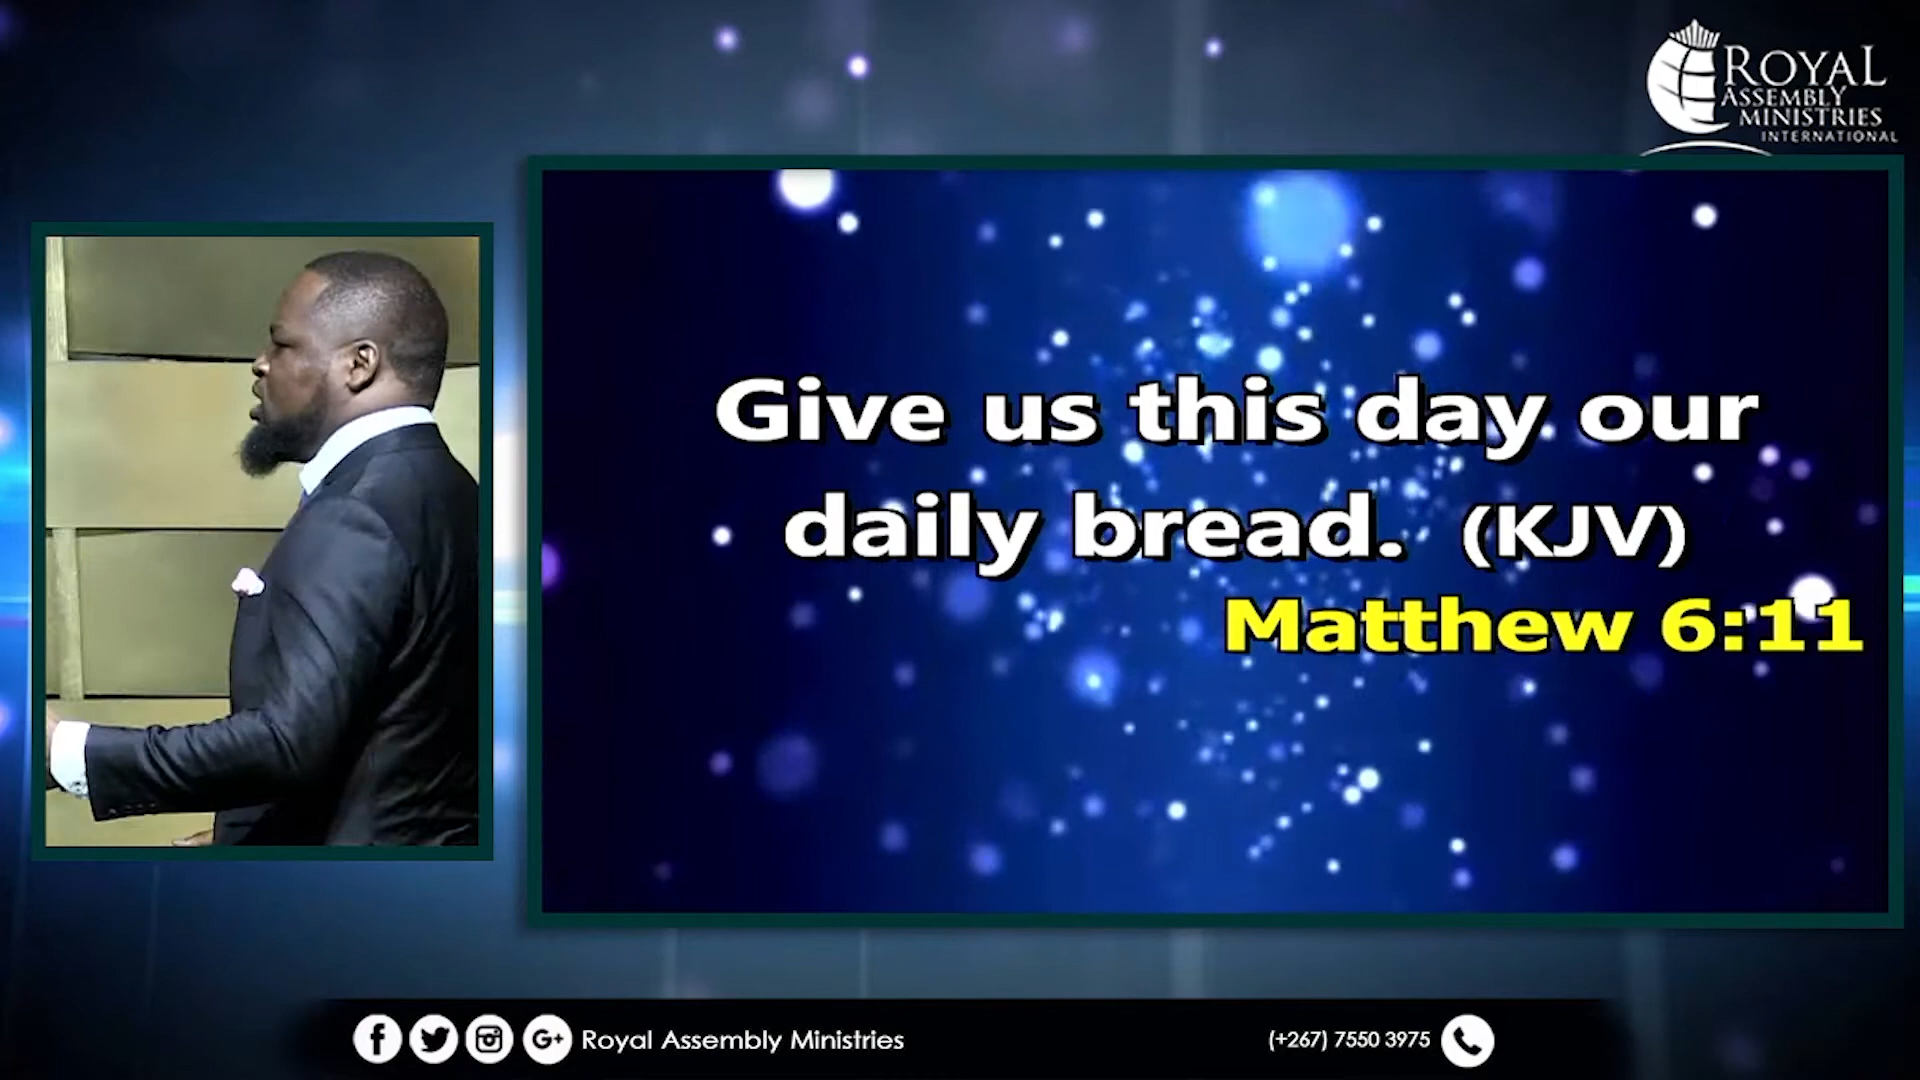 ROYAL
ASSEMBLY
MINISTRIES
INTERNATIONAL
Give us this day our
daily bread. (KJV)
Matthew 6:11
f G+ Royal Assembly Ministries
(+267) 7550 3975